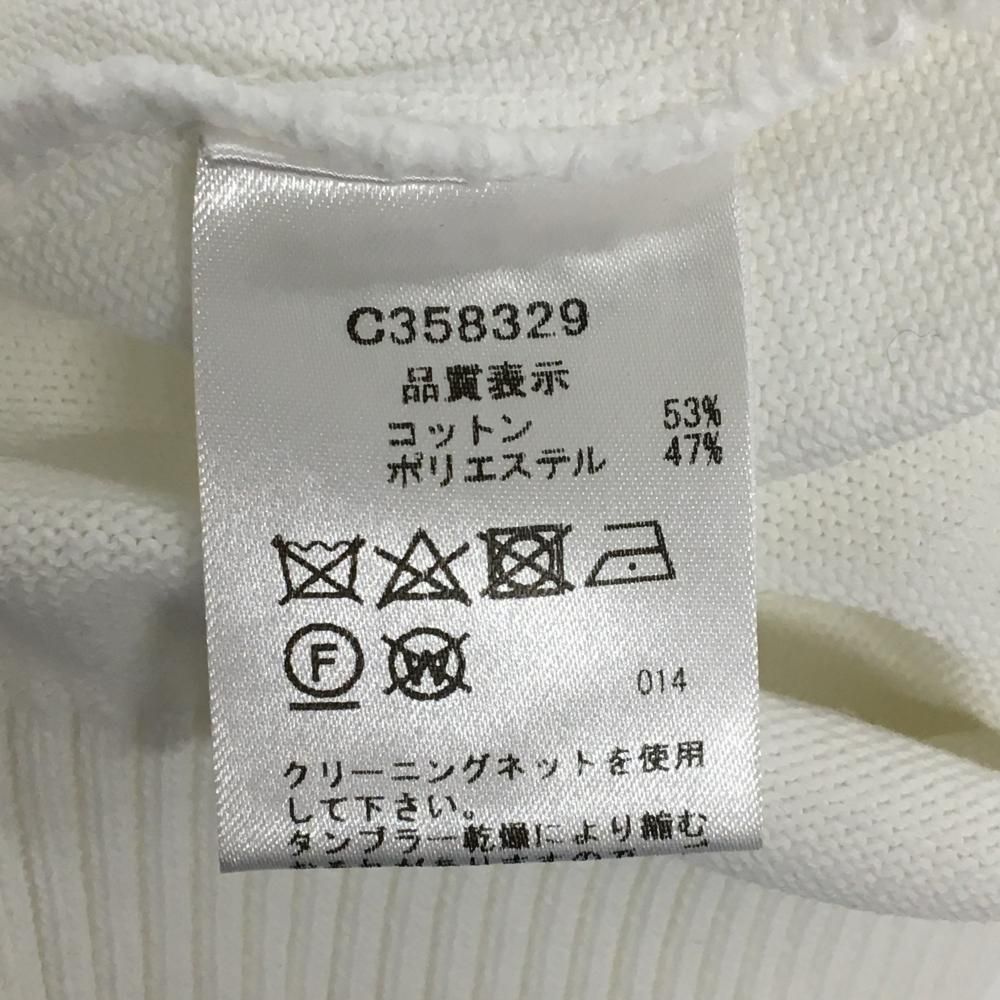 C358329
品質表示
コットン 53%
ポリエステル 47%
F W 014
クリーニングネットを使用
して下さい。
タンブラー乾燥により縮む